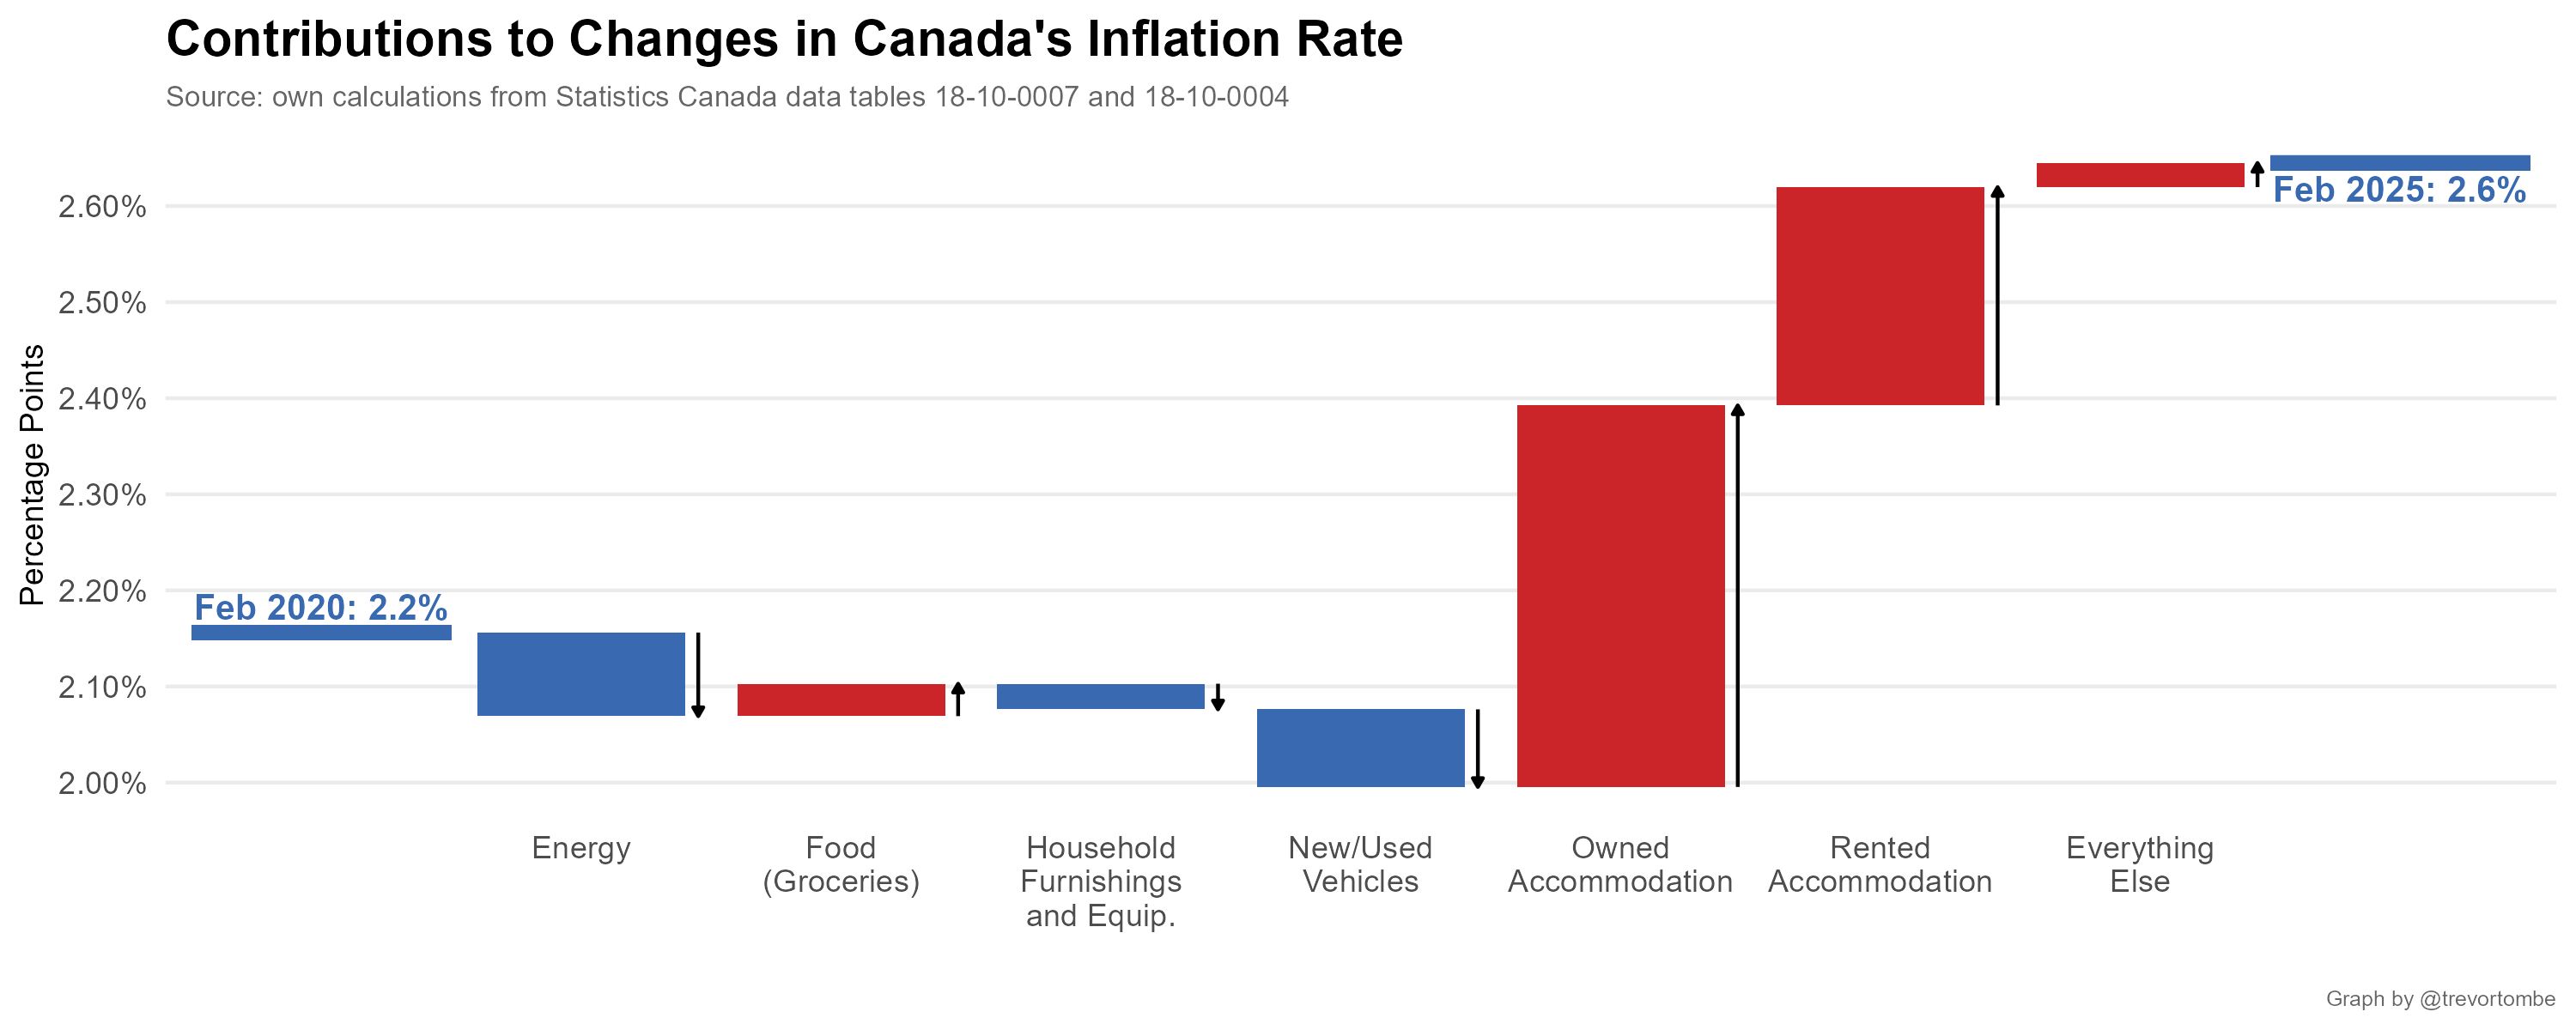 Contributions to Changes in Canada's Inflation Rate
Source: own calculations from Statistics Canada data tables 18-10-0007 and 18-10-0004
Percentage Points
2.60%
2.50%
2.40%
2.30%
2.20%
2.10%
2.00%
Feb 2020: 2.2%
Feb 2025: 2.6%
Energy
Food
(Groceries)
Household
Furnishings
and Equip.
New/Used
Vehicles
Owned
Accommodation
Rented
Accommodation
Everything
Else
Graph by @trevortombe